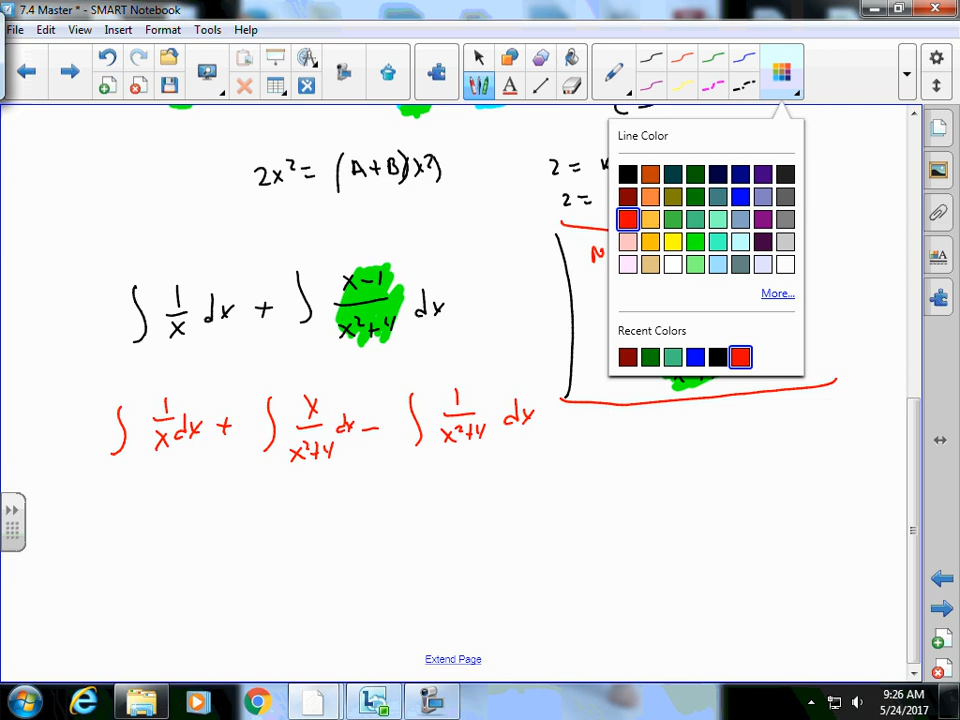 7.4 Master * - SMART Notebook
File Edit View Insert Format Tools Help
2x² = (A+B)(x²)
2 =
2 =
Line Color
More...
Recent Colors
∫ 1/x dx + ∫ x-1/x²+4 dx
∫ 1/x dx + ∫ x/x²+4 dx - ∫ 1/x²+4 dx
Extend Page
9:26 AM
5/24/2017